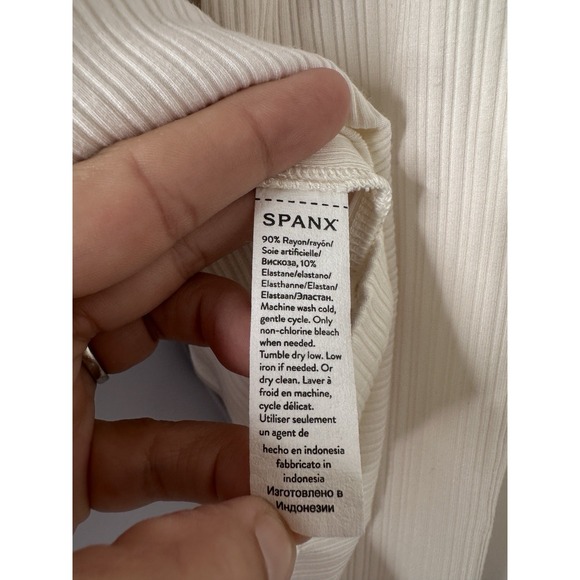 SPANX
90% Rayon/rayón/
Soie artificielle/
Вискоза, 10%
Elastane/elastano/
Elasthanne/Elastan/
Elastaan/Эластан.
Machine wash cold,
gentle cycle. Only
non-chlorine bleach
when needed.
Tumble dry low. Low
iron if needed. Or
dry clean. Laver à
froid en machine,
cycle délicat.
Utiliser seulement
un agent de
hecho en indonesia
fabbricato in
indonesia
Изготовлено в
Индонезии